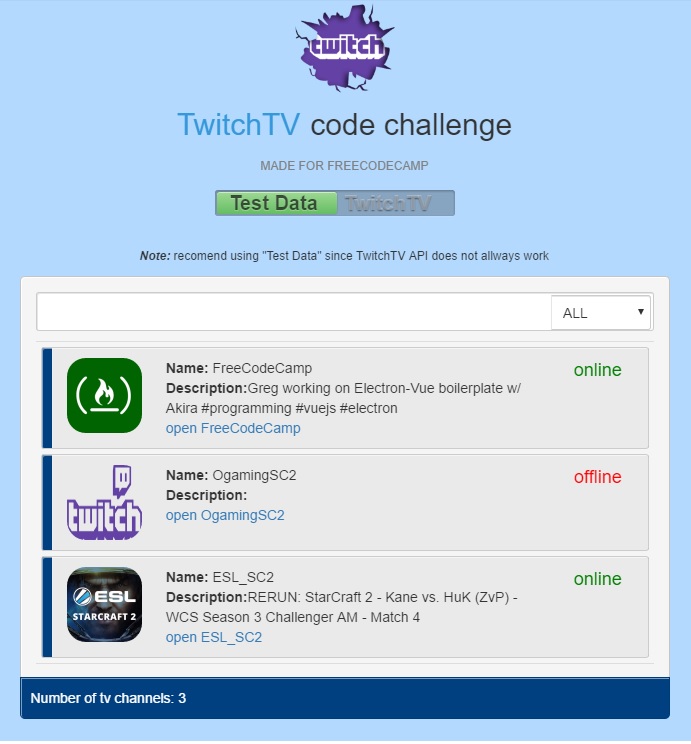 twitch
TwitchTV code challenge
MADE FOR FREECODECAMP
Test Data TwitchTV
Note: recomend using "Test Data" since TwitchTV API does not allways work
ALL
Name: FreeCodeCamp
online
Description:Greg working on Electron-Vue boilerplate w/
Akira #programming #vuejs #electron
open FreeCodeCamp
twitch
Name: OgamingSC2
offline
Description:
open OgamingSC2
ESL
STARCRAFT 2
Name: ESL_SC2
online
Description:RERUN: StarCraft 2 - Kane vs. HuK (ZvP) -
WCS Season 3 Challenger AM - Match 4
open ESL_SC2
Number of tv channels: 3